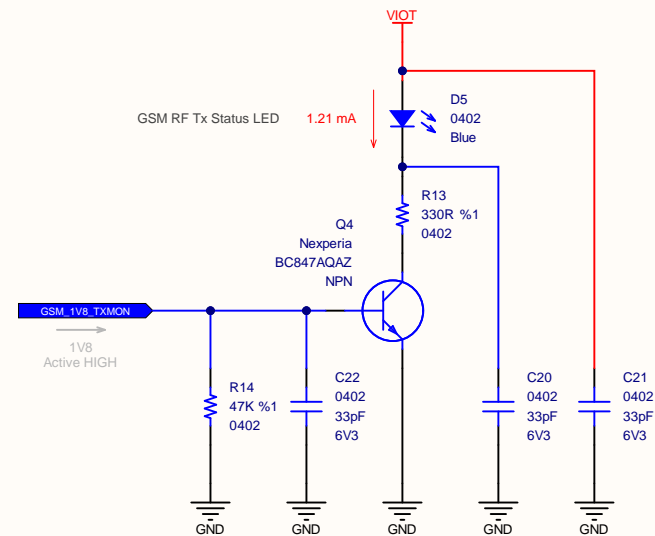 VIOT
GSM RF Tx Status LED
1.21 mA
D5
0402
Blue
R13
330R %1
0402
Q4
Nexperia
BC847AQAZ
NPN
GSM_1V8_TXMON
1V8
Active HIGH
R14
47K %1
0402
C22
0402
33pF
6V3
C20
0402
33pF
6V3
C21
0402
33pF
6V3
GND
GND
GND
GND
GND